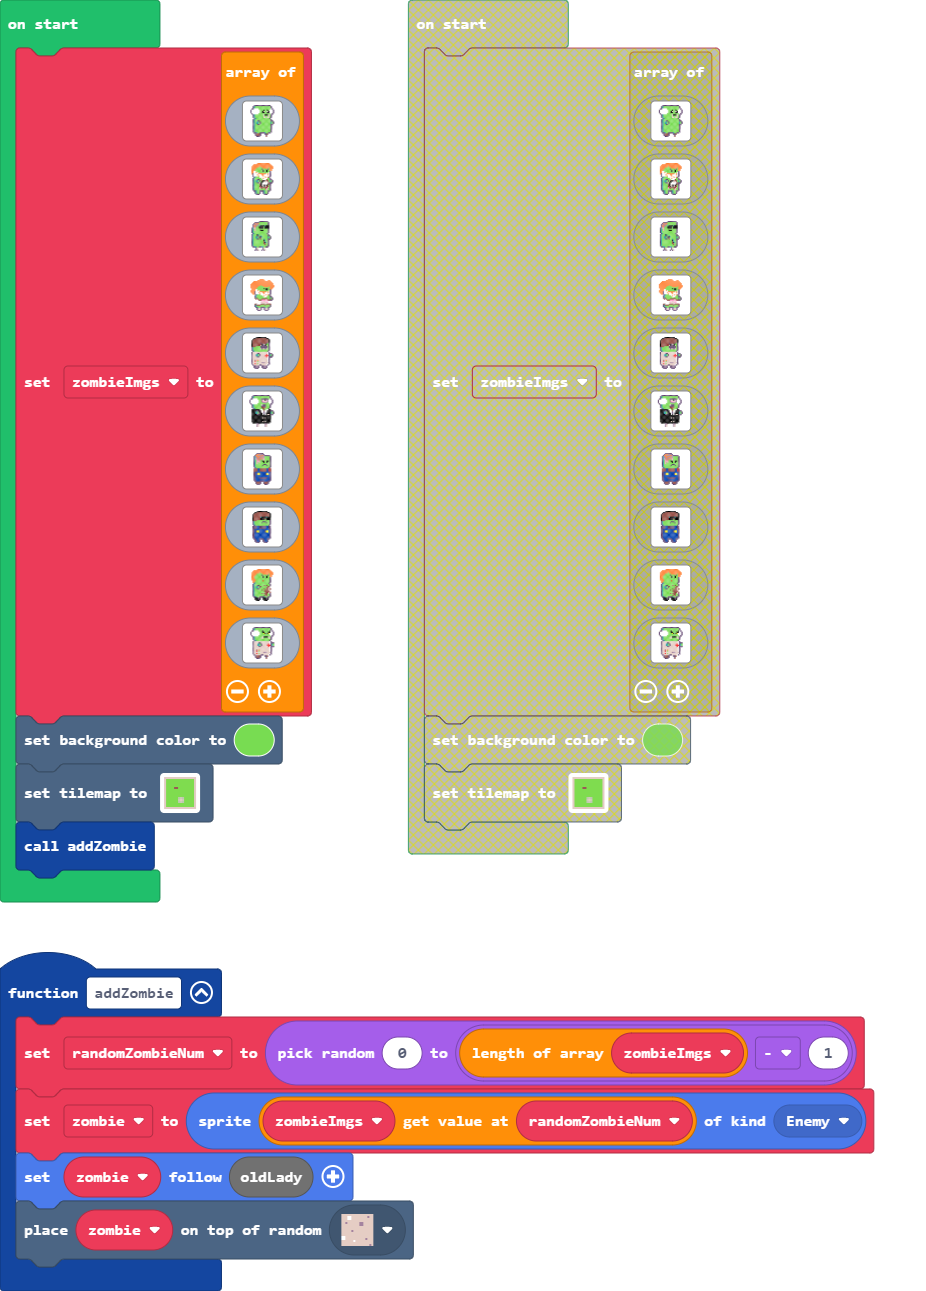 on start
array of
set zombieImgs to
set background color to
set tilemap to
call addZombie
on start
array of
set zombieImgs to
set background color to
set tilemap to
function addZombie
set randomZombieNum to pick random 0 to length of array zombieImgs - 1
set zombie to sprite zombieImgs get value at randomZombieNum of kind Enemy
set zombie follow oldLady
place zombie on top of random